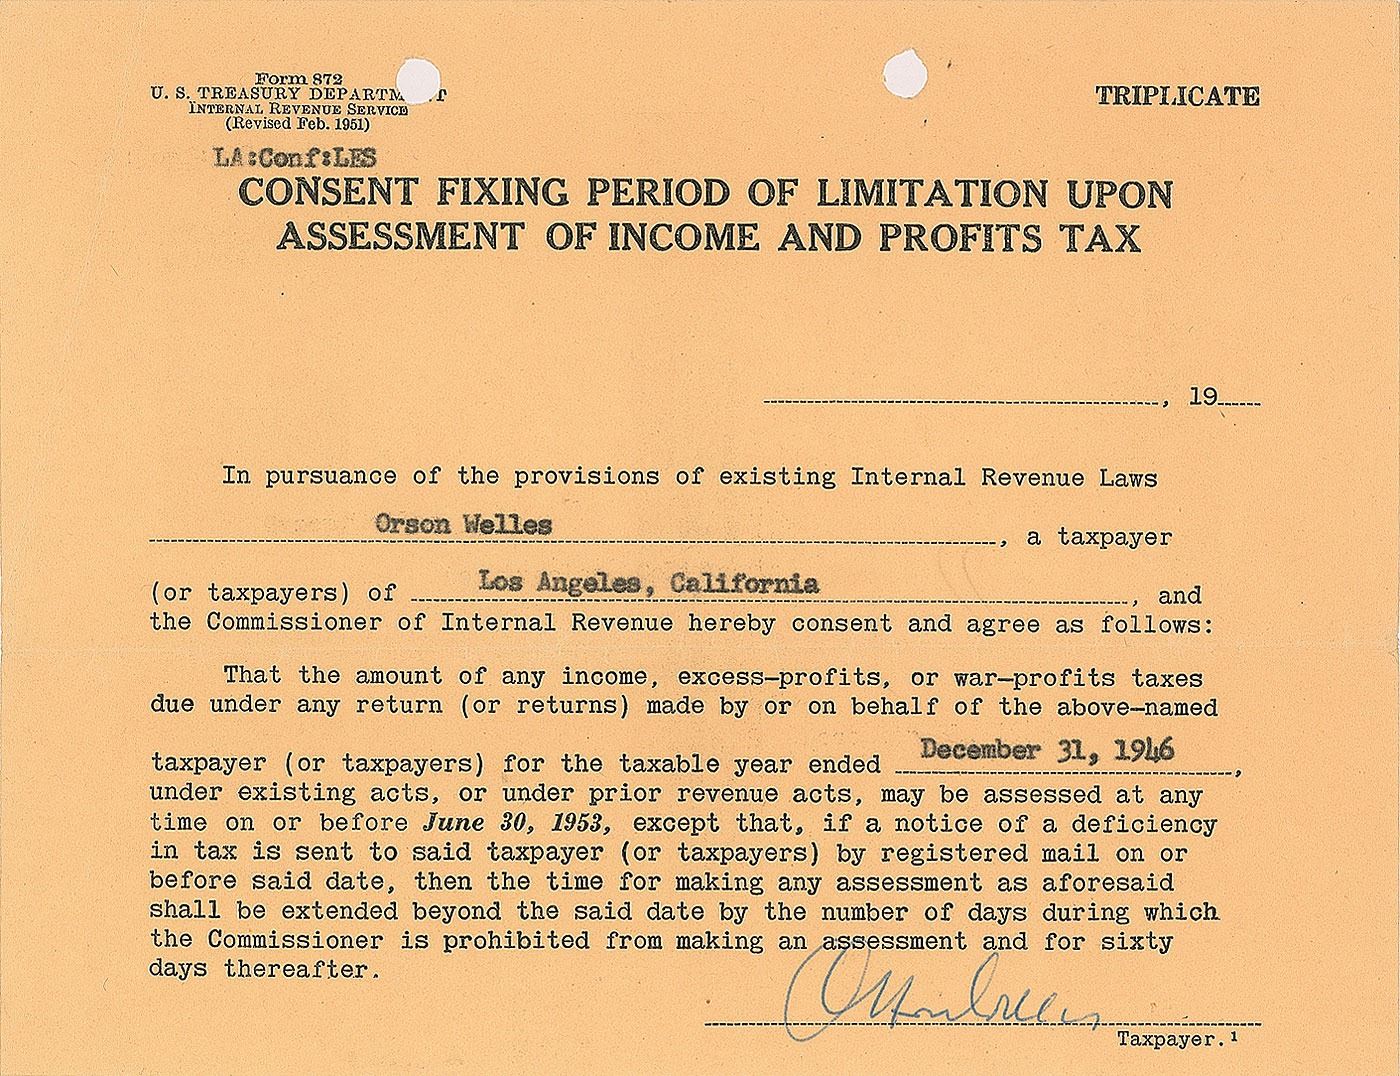 Form 872
U. S. TREASURY DEPARTM T
INTERNAL REVENUE SERVICE
(Revised Feb. 1951)
TRIPLICATE
LA:Conf:LES
CONSENT FIXING PERIOD OF LIMITATION UPON
ASSESSMENT OF INCOME AND PROFITS TAX
, 19
In pursuance of the provisions of existing Internal Revenue Laws
Orson Welles, a taxpayer
(or taxpayers) of Los Angeles, California, and
the Commissioner of Internal Revenue hereby consent and agree as follows:
That the amount of any income, excess-profits, or war-profits taxes
due under any return (or returns) made by or on behalf of the above-named
taxpayer (or taxpayers) for the taxable year ended December 31, 1946,
under existing acts, or under prior revenue acts, may be assessed at any
time on or before June 30, 1953, except that, if a notice of a deficiency
in tax is sent to said taxpayer (or taxpayers) by registered mail on or
before said date, then the time for making any assessment as aforesaid
shall be extended beyond the said date by the number of days during which
the Commissioner is prohibited from making an assessment and for sixty
days thereafter.
Orson Welles
Taxpayer.¹